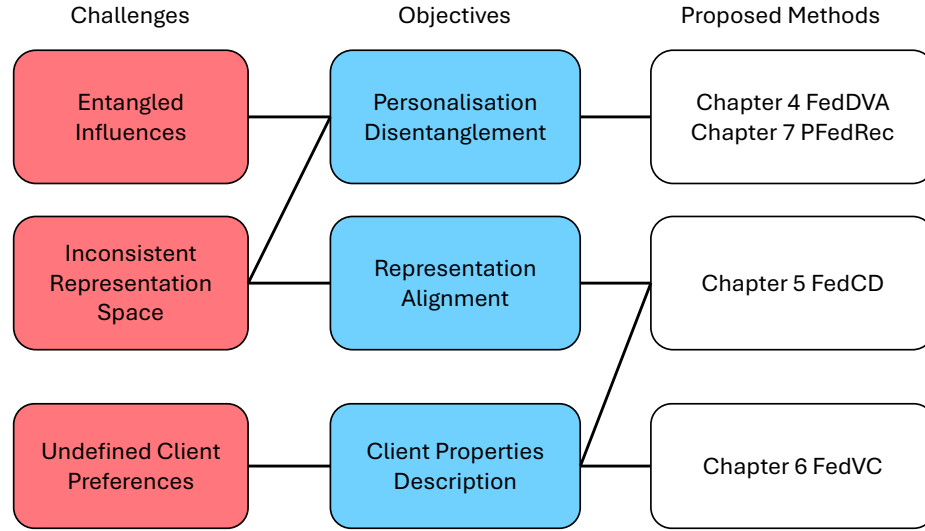 Challenges
Objectives
Proposed Methods
Entangled
Influences
Personalisation
Disentanglement
Chapter 4 FedDVA
Chapter 7 PFedRec
Inconsistent
Representation
Space
Representation
Alignment
Chapter 5 FedCD
Undefined Client
Preferences
Client Properties
Description
Chapter 6 FedVC